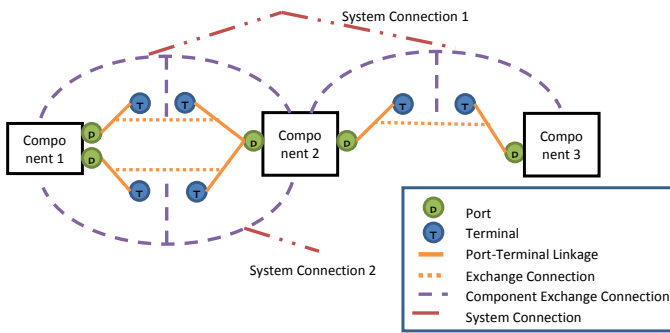 System Connection 1
T
T
T
T
Compo
nent 1
D
D
D
Compo
nent 2
D
D
Compo
nent 3
T
T
System Connection 2
D
Port
T
Terminal
Port-Terminal Linkage
Exchange Connection
Component Exchange Connection
System Connection